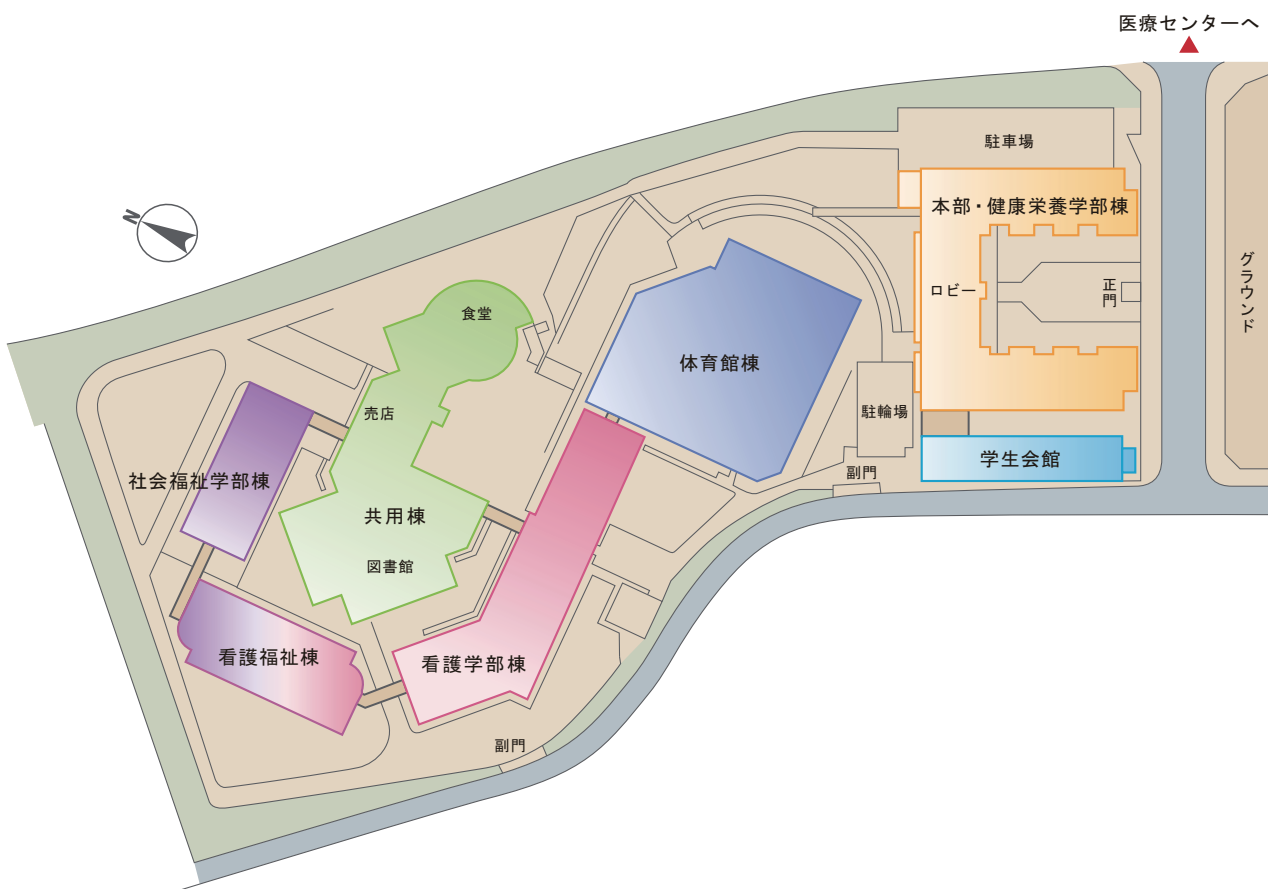 医療センターへ
駐車場
本部・健康栄養学部棟
N
グラウンド
ロビー
正門
食堂
体育館棟
売店
駐輪場
学生会館
副門
社会福祉学部棟
共用棟
図書館
看護福祉棟
看護学部棟
副門